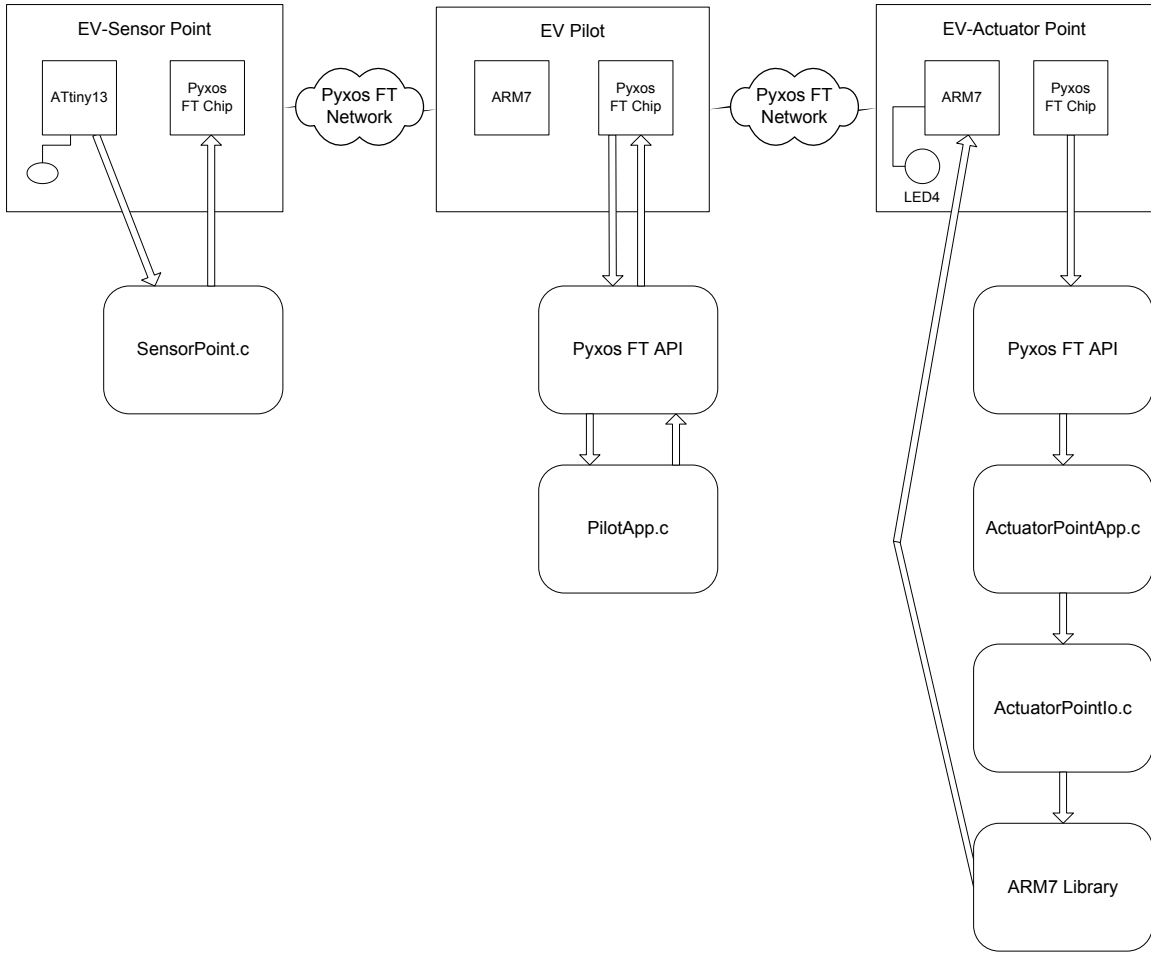 EV-Sensor Point
ATtiny13
Pyxos
FT Chip
Pyxos FT
Network
EV Pilot
ARM7
Pyxos
FT Chip
Pyxos FT
Network
EV-Actuator Point
ARM7
Pyxos
FT Chip
LED4
SensorPoint.c
Pyxos FT API
PilotApp.c
Pyxos FT API
ActuatorPointApp.c
ActuatorPointIo.c
ARM7 Library